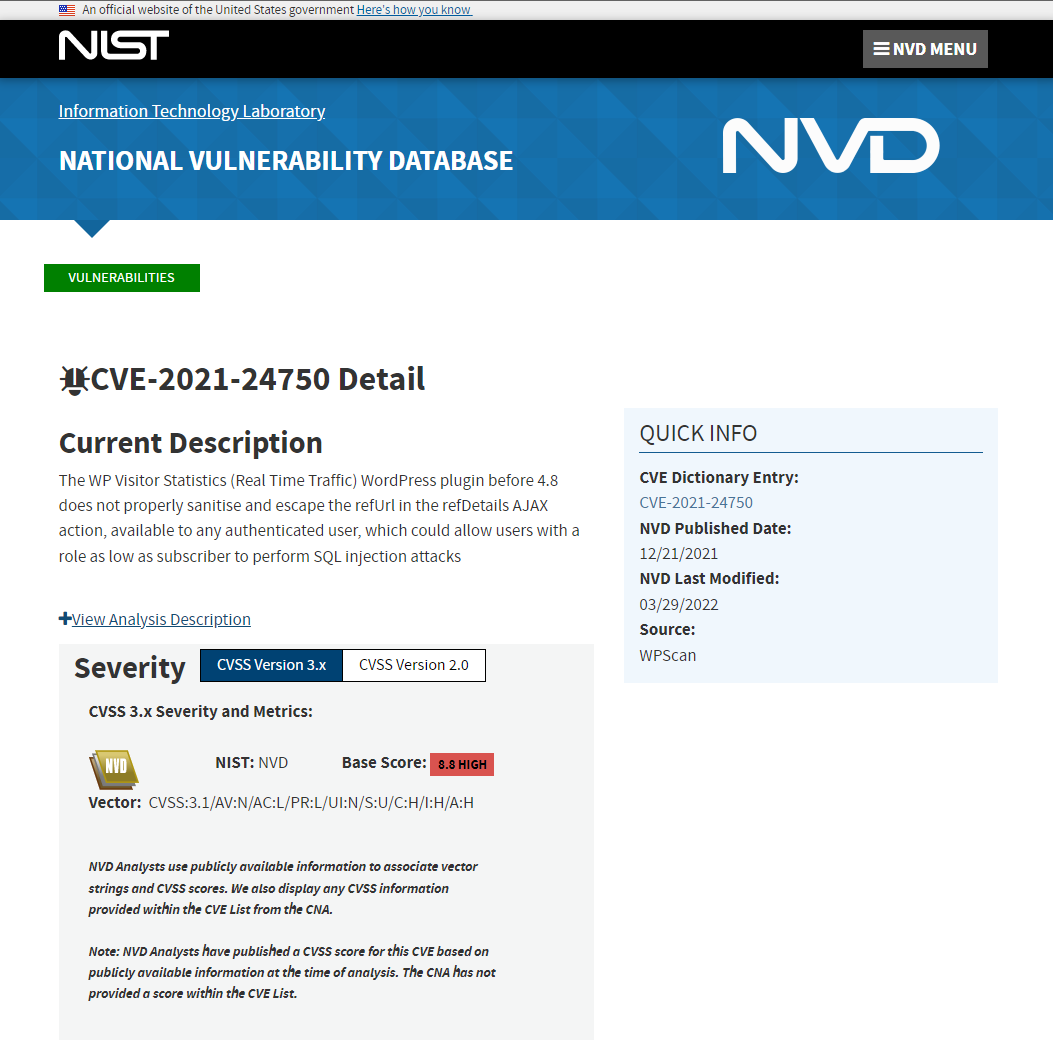 An official website of the United States government Here's how you know
NIST
NVD MENU
Information Technology Laboratory
NATIONAL VULNERABILITY DATABASE
NVD
VULNERABILITIES
CVE-2021-24750 Detail
Current Description
The WP Visitor Statistics (Real Time Traffic) WordPress plugin before 4.8
does not properly sanitise and escape the refUrl in the refDetails AJAX
action, available to any authenticated user, which could allow users with a
role as low as subscriber to perform SQL injection attacks
View Analysis Description
Severity CVSS Version 3.x CVSS Version 2.0
CVSS 3.x Severity and Metrics:
NVD
NIST: NVD Base Score: 8.8 HIGH
Vector: CVSS:3.1/AV:N/AC:L/PR:L/UI:N/S:U/C:H/I:H/A:H
NVD Analysts use publicly available information to associate vector
strings and CVSS scores. We also display any CVSS information
provided within the CVE List from the CNA.
Note: NVD Analysts have published a CVSS score for this CVE based on
publicly available information at the time of analysis. The CNA has not
provided a score within the CVE List.
QUICK INFO
CVE Dictionary Entry:
CVE-2021-24750
NVD Published Date:
12/21/2021
NVD Last Modified:
03/29/2022
Source:
WPScan